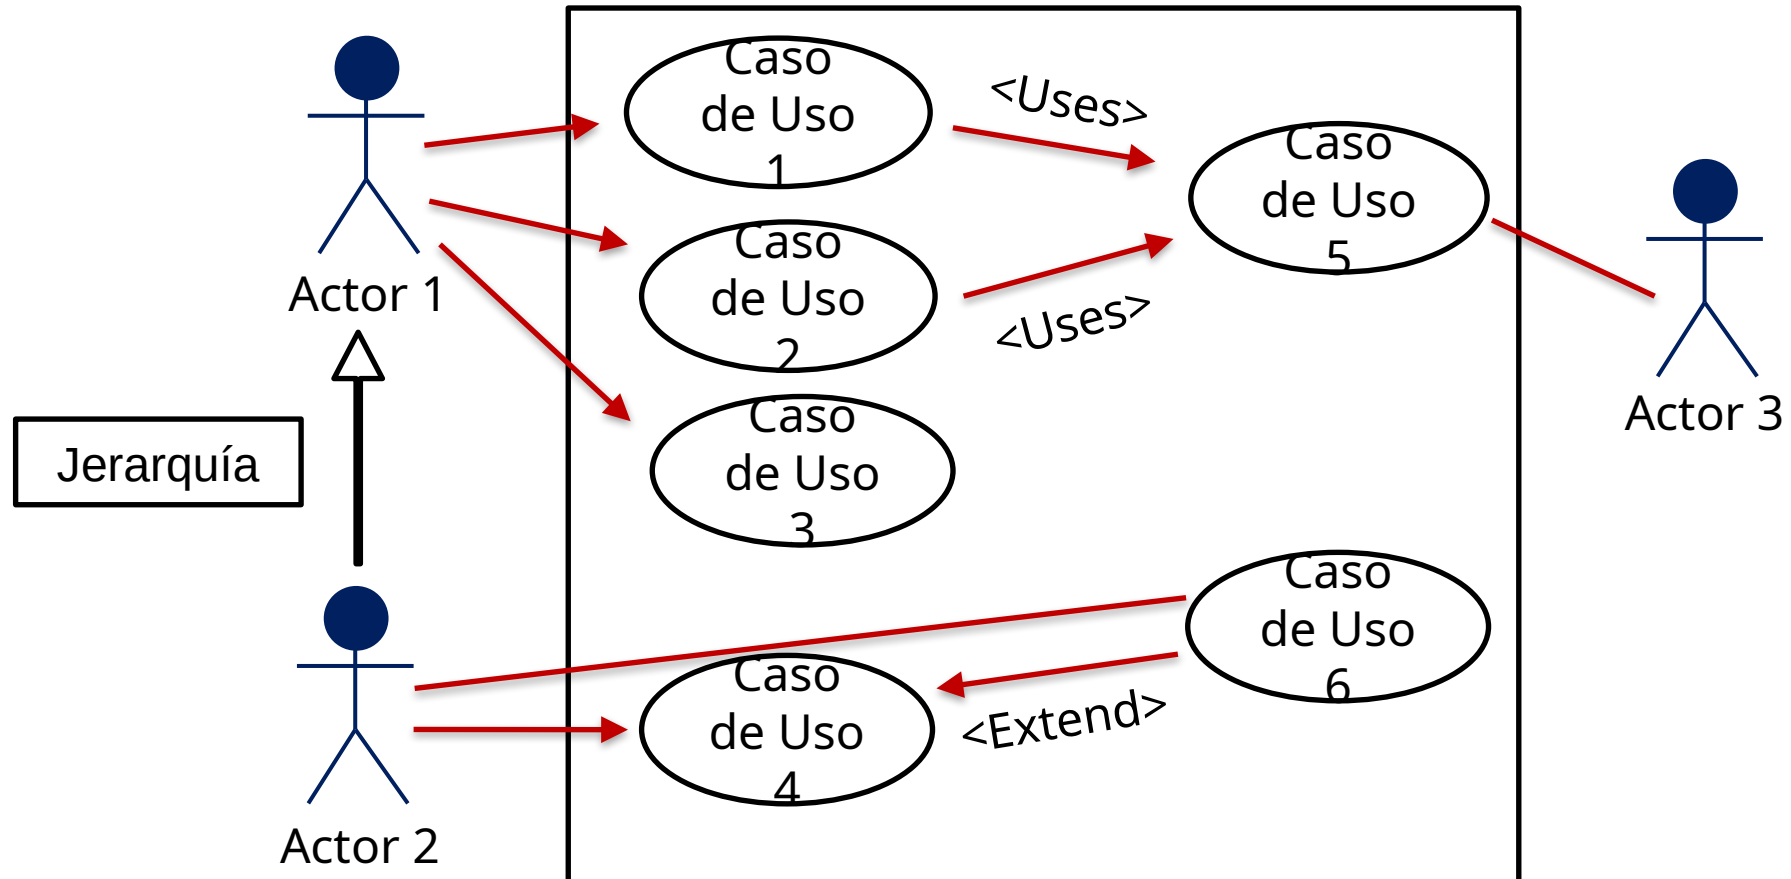 Caso
de Uso
1
<Uses>
Caso
de Uso
5
Actor 1
Caso
de Uso
2
<Uses>
Actor 3
Jerarquía
Caso
de Uso
3
Caso
de Uso
6
Caso
de Uso
4
<Extend>
Actor 2